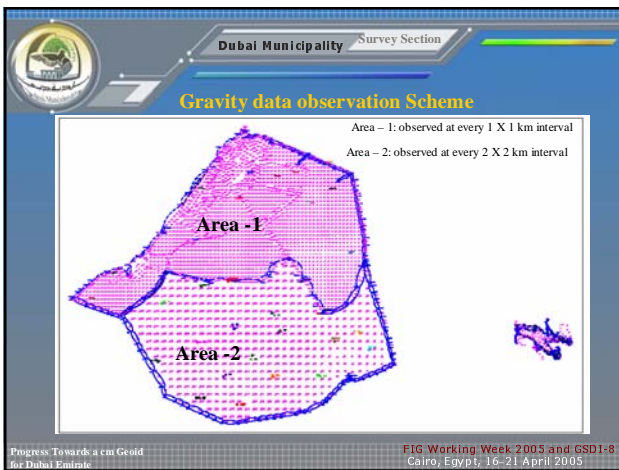 Dubai Municipality
Survey Section
Gravity data observation Scheme
Area – 1: observed at every 1 X 1 km interval
Area – 2: observed at every 2 X 2 km interval
Area -1
Area -2
Progress Towards a cm Geoid
for Dubai Emirate
FIG Working Week 2005 and GSDI-8
Cairo, Egypt, 16-21 April 2005